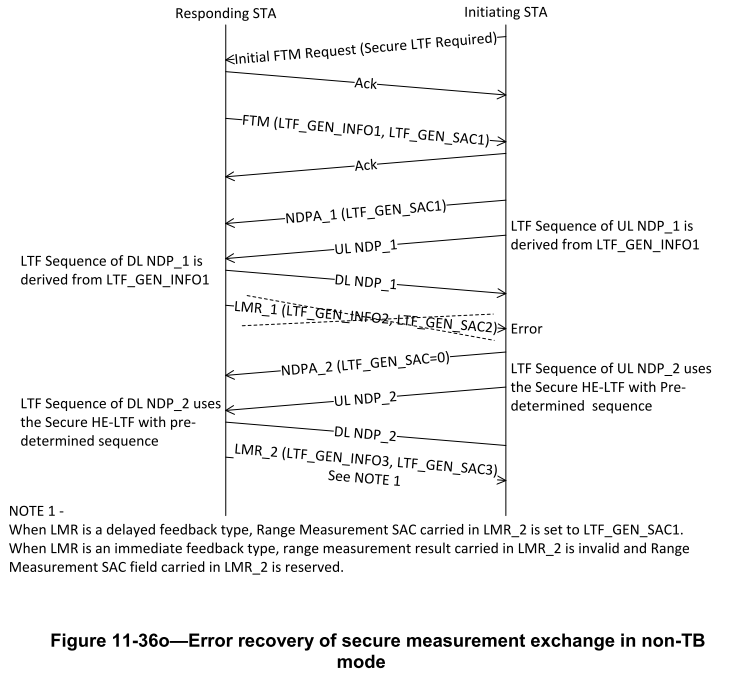 Responding STA
Initiating STA
Initial FTM Request (Secure LTF Required)
Ack
FTM (LTF_GEN_INFO1, LTF_GEN_SAC1)
Ack
NDPA_1 (LTF_GEN_SAC1)
LTF Sequence of UL NDP_1 is
derived from LTF_GEN_INFO1
UL NDP_1
LTF Sequence of DL NDP_1 is
derived from LTF_GEN_INFO1
DL NDP_1
LMR_1 (LTF_GEN_INFO2, LTF_GEN_SAC2)
Error
NDPA_2 (LTF_GEN_SAC=0)
LTF Sequence of UL NDP_2 uses
the Secure HE-LTF with Pre-
determined  sequence
UL NDP_2
LTF Sequence of DL NDP_2 uses
the Secure HE-LTF with pre-
determined sequence
DL NDP_2
LMR_2 (LTF_GEN_INFO3, LTF_GEN_SAC3)
See NOTE 1
NOTE 1 -
When LMR is a delayed feedback type, Range Measurement SAC carried in LMR_2 is set to LTF_GEN_SAC1.
When LMR is an immediate feedback type, range measurement result carried in LMR_2 is invalid and Range
Measurement SAC field carried in LMR_2 is reserved.
Figure 11-36o—Error recovery of secure measurement exchange in non-TB
mode